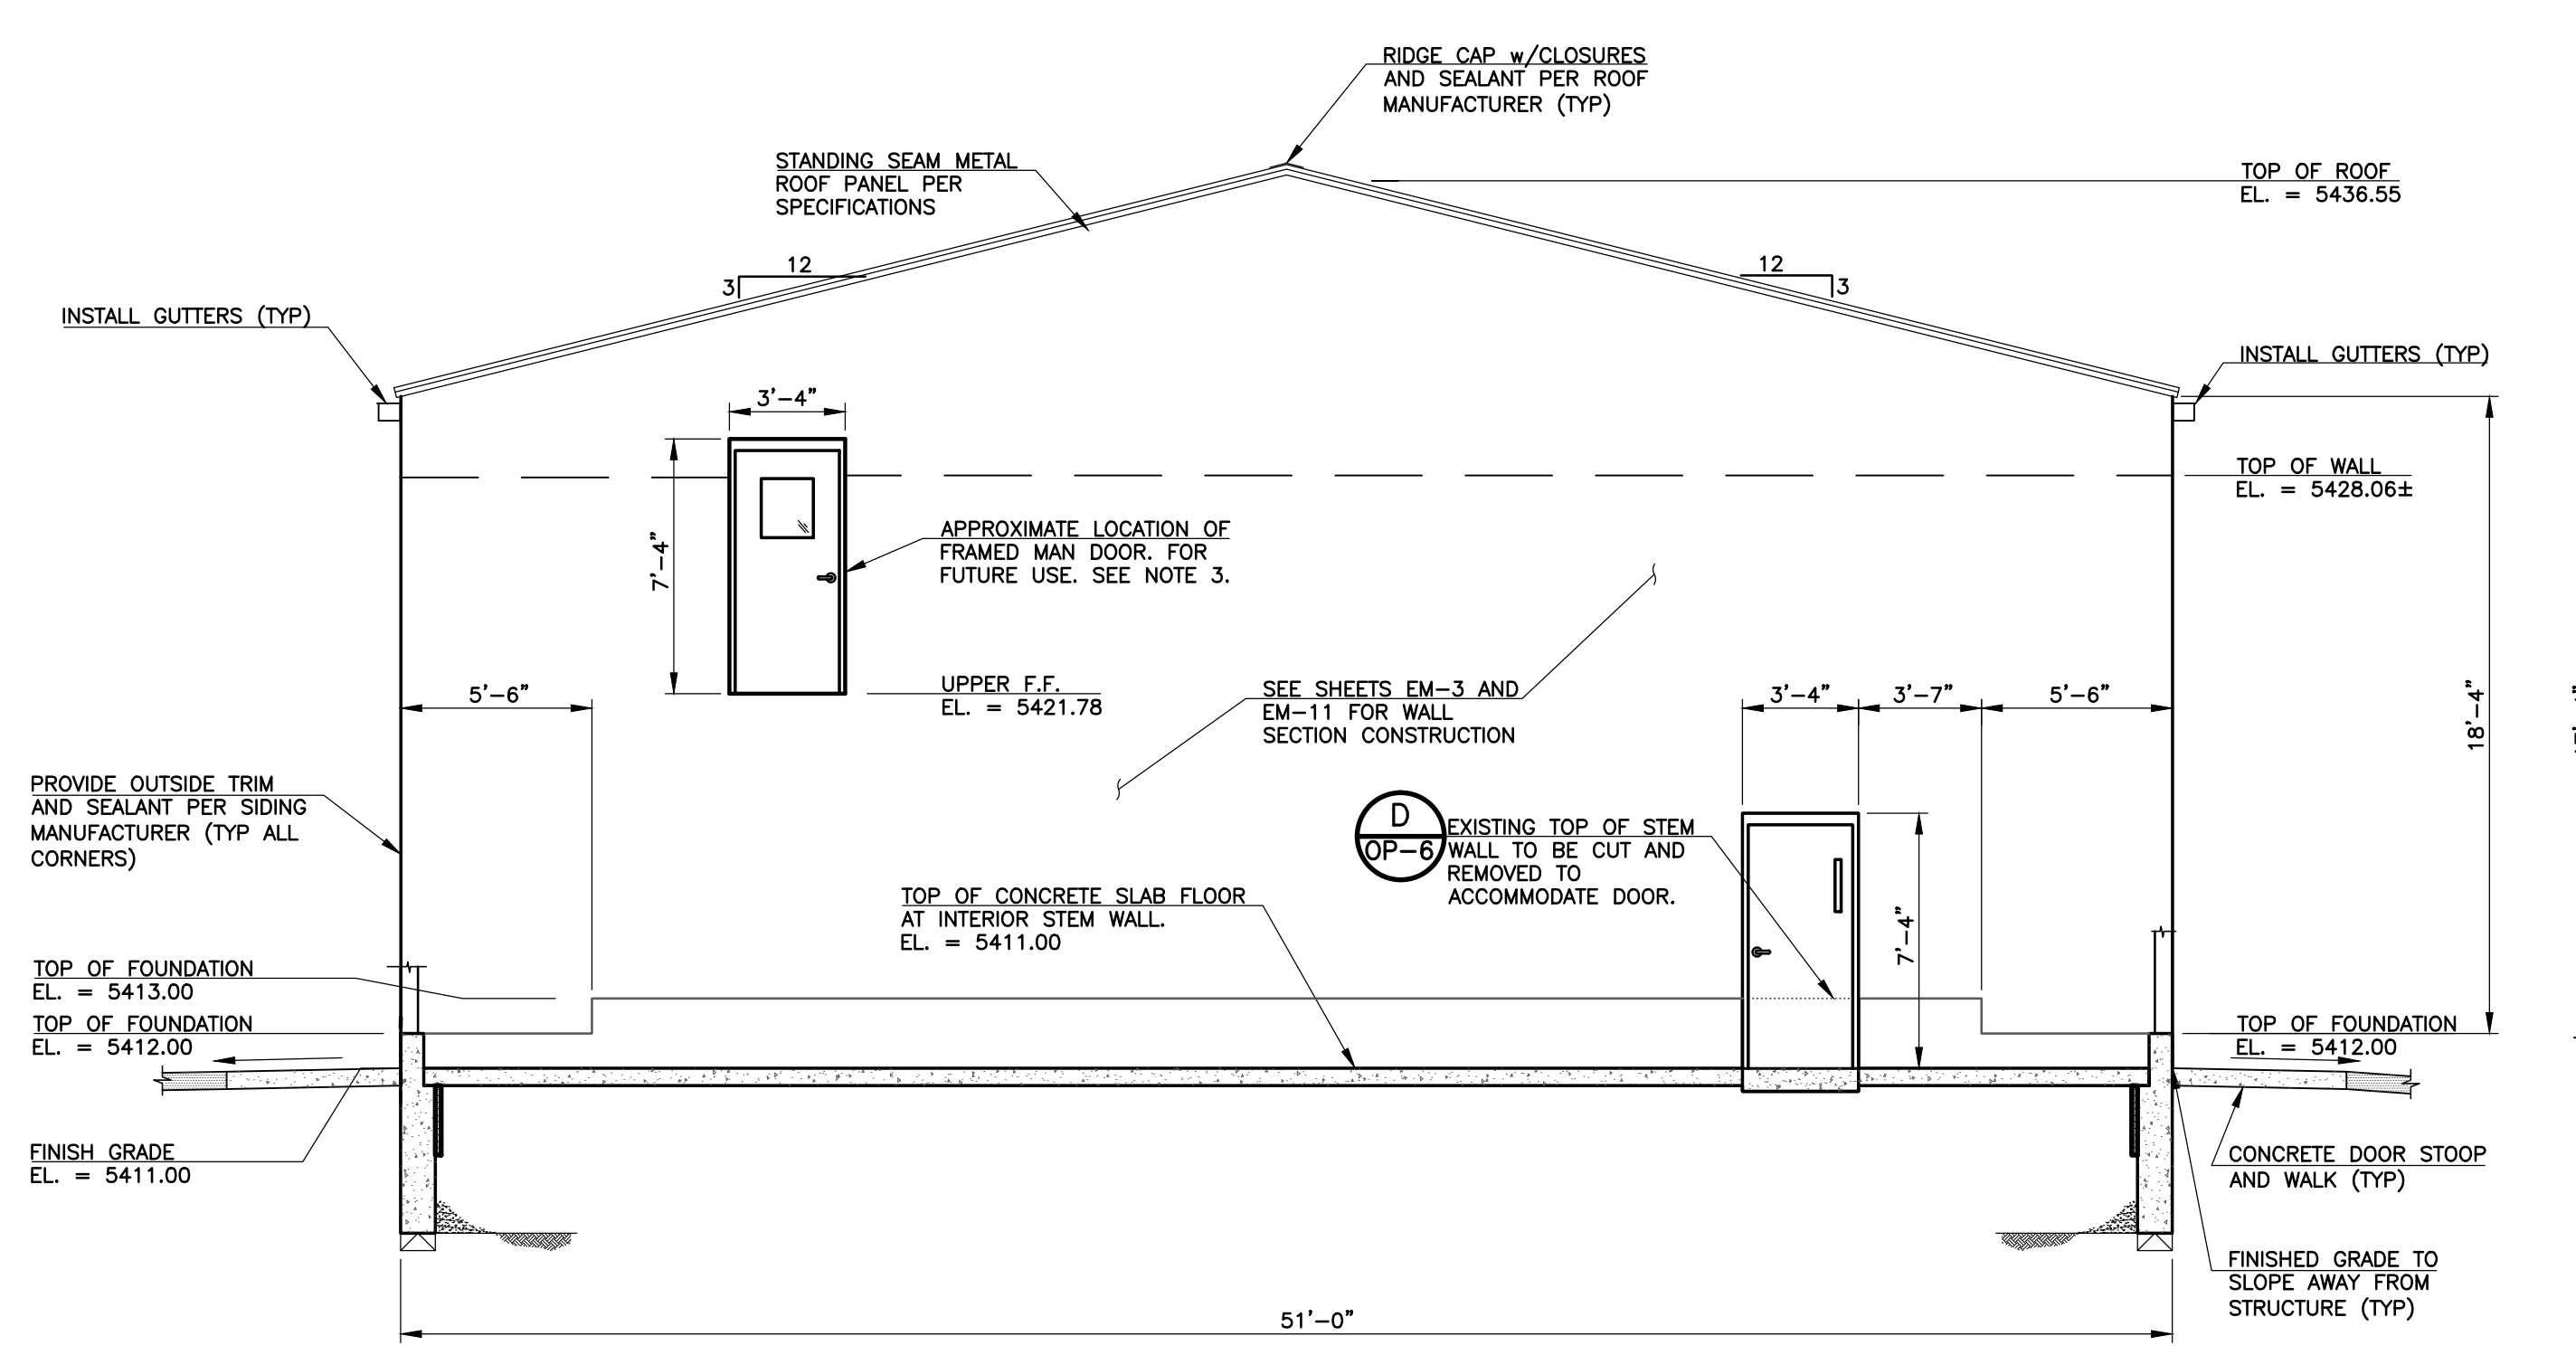 RIDGE CAP w/CLOSURES
AND SEALANT PER ROOF
MANUFACTURER (TYP)
STANDING SEAM METAL
ROOF PANEL PER
SPECIFICATIONS
TOP OF ROOF
EL. = 5436.55
12
3
12
3
INSTALL GUTTERS (TYP)
INSTALL GUTTERS (TYP)
3'-4"
7'-4"
TOP OF WALL
EL. = 5428.06±
APPROXIMATE LOCATION OF
FRAMED MAN DOOR. FOR
FUTURE USE. SEE NOTE 3.
UPPER F.F.
EL. = 5421.78
5'-6"
SEE SHEETS EM-3 AND
EM-11 FOR WALL
SECTION CONSTRUCTION
3'-4"
3'-7"
5'-6"
18'-4"
PROVIDE OUTSIDE TRIM
AND SEALANT PER SIDING
MANUFACTURER (TYP ALL
CORNERS)
D
OP-6
EXISTING TOP OF STEM
WALL TO BE CUT AND
REMOVED TO
ACCOMMODATE DOOR.
TOP OF CONCRETE SLAB FLOOR
AT INTERIOR STEM WALL.
EL. = 5411.00
7'-4"
TOP OF FOUNDATION
EL. = 5413.00
TOP OF FOUNDATION
EL. = 5412.00
TOP OF FOUNDATION
EL. = 5412.00
FINISH GRADE
EL. = 5411.00
CONCRETE DOOR STOOP
AND WALK (TYP)
FINISHED GRADE TO
SLOPE AWAY FROM
STRUCTURE (TYP)
51'-0"